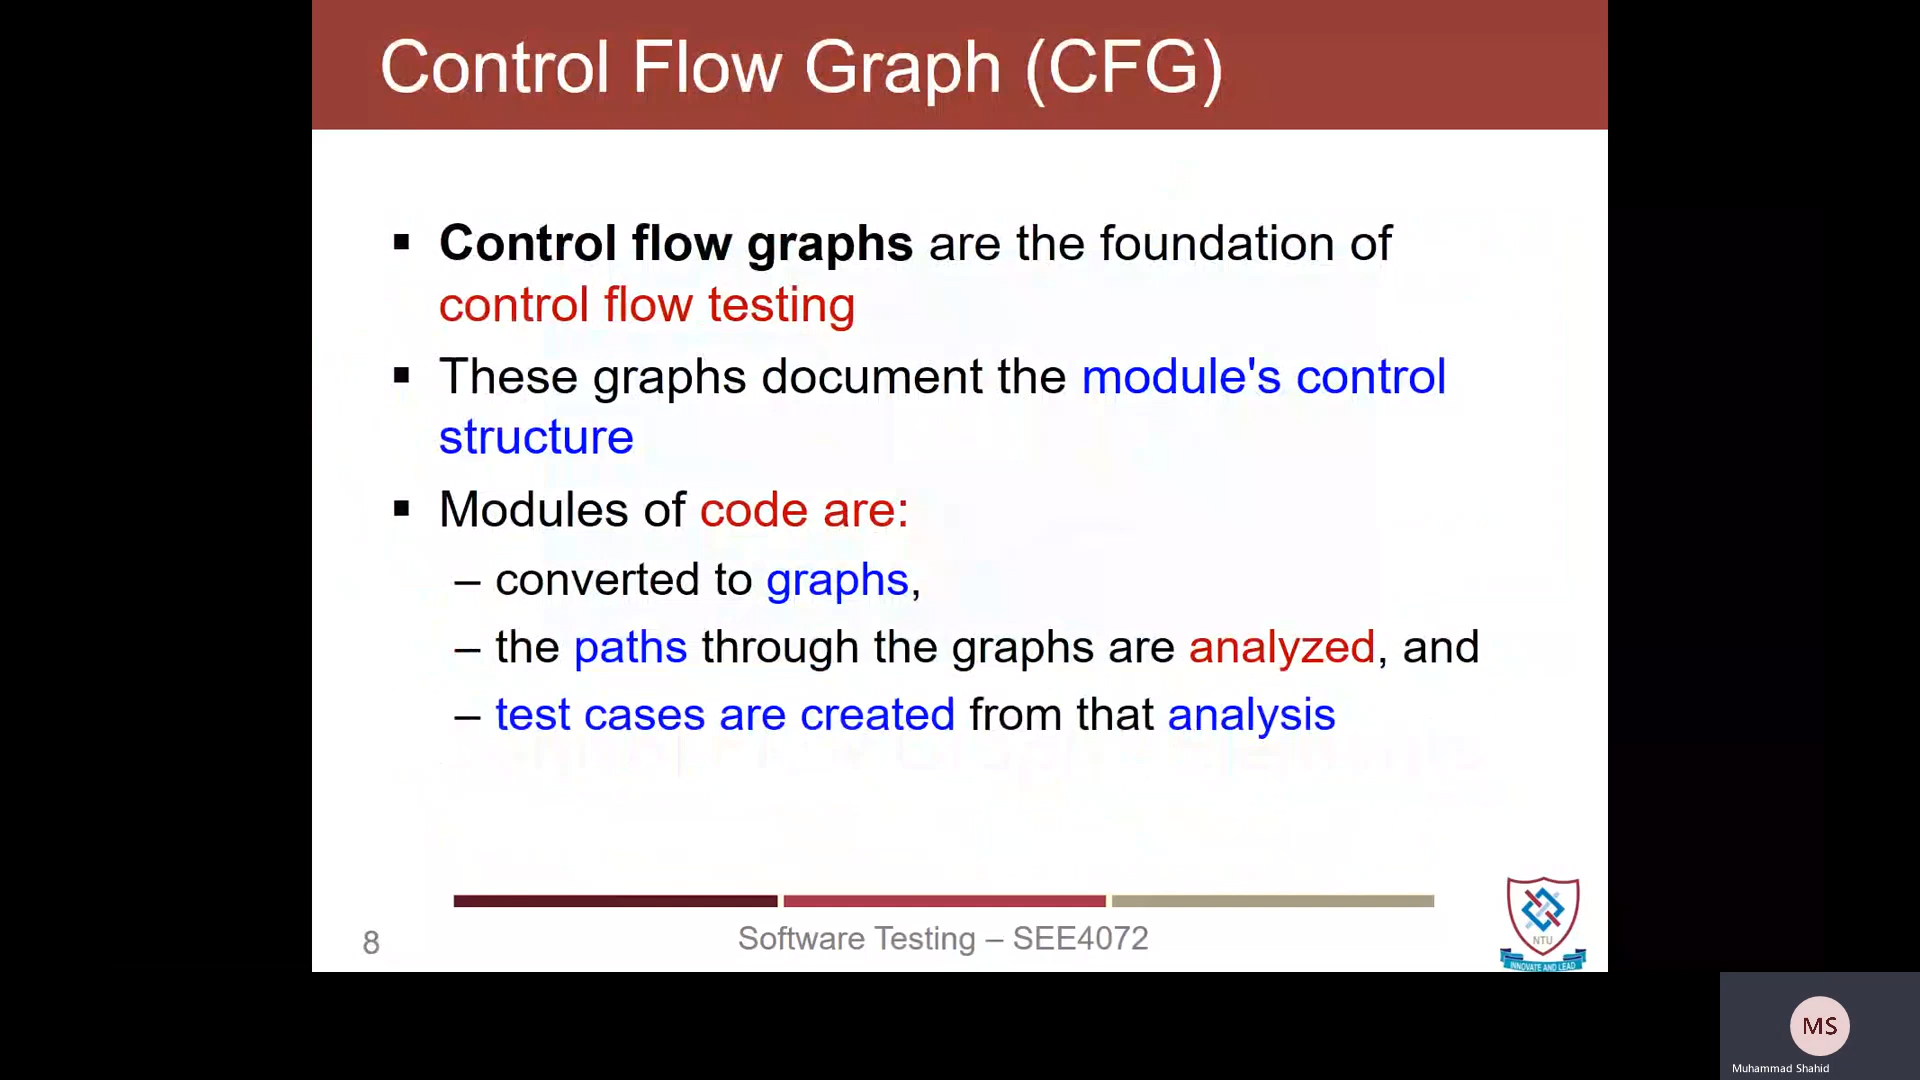 Control Flow Graph (CFG)
▪ Control flow graphs are the foundation of
control flow testing
▪ These graphs document the module's control
structure
▪ Modules of code are:
– converted to graphs,
– the paths through the graphs are analyzed, and
– test cases are created from that analysis
8
Software Testing – SEE4072
NTU
INNOVATE AND LEAD
MS
Muhammad Shahid